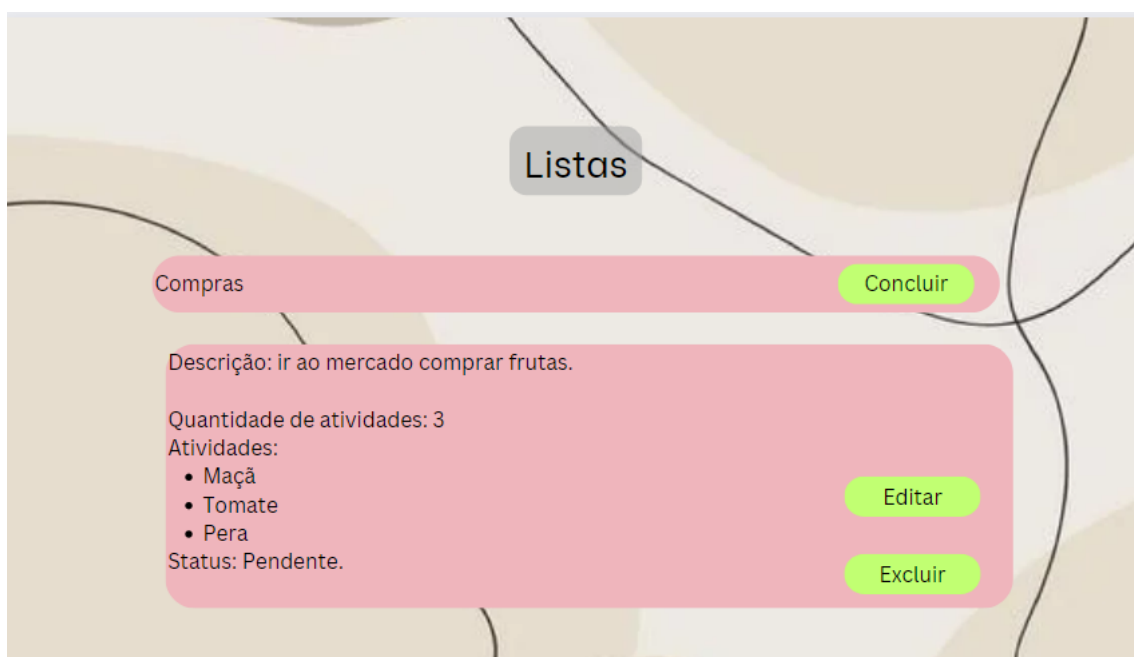 Listas
Compras
Concluir
Descrição: ir ao mercado comprar frutas.
Quantidade de atividades: 3
Atividades:
• Maçã
• Tomate
• Pera
Status: Pendente.
Editar
Excluir